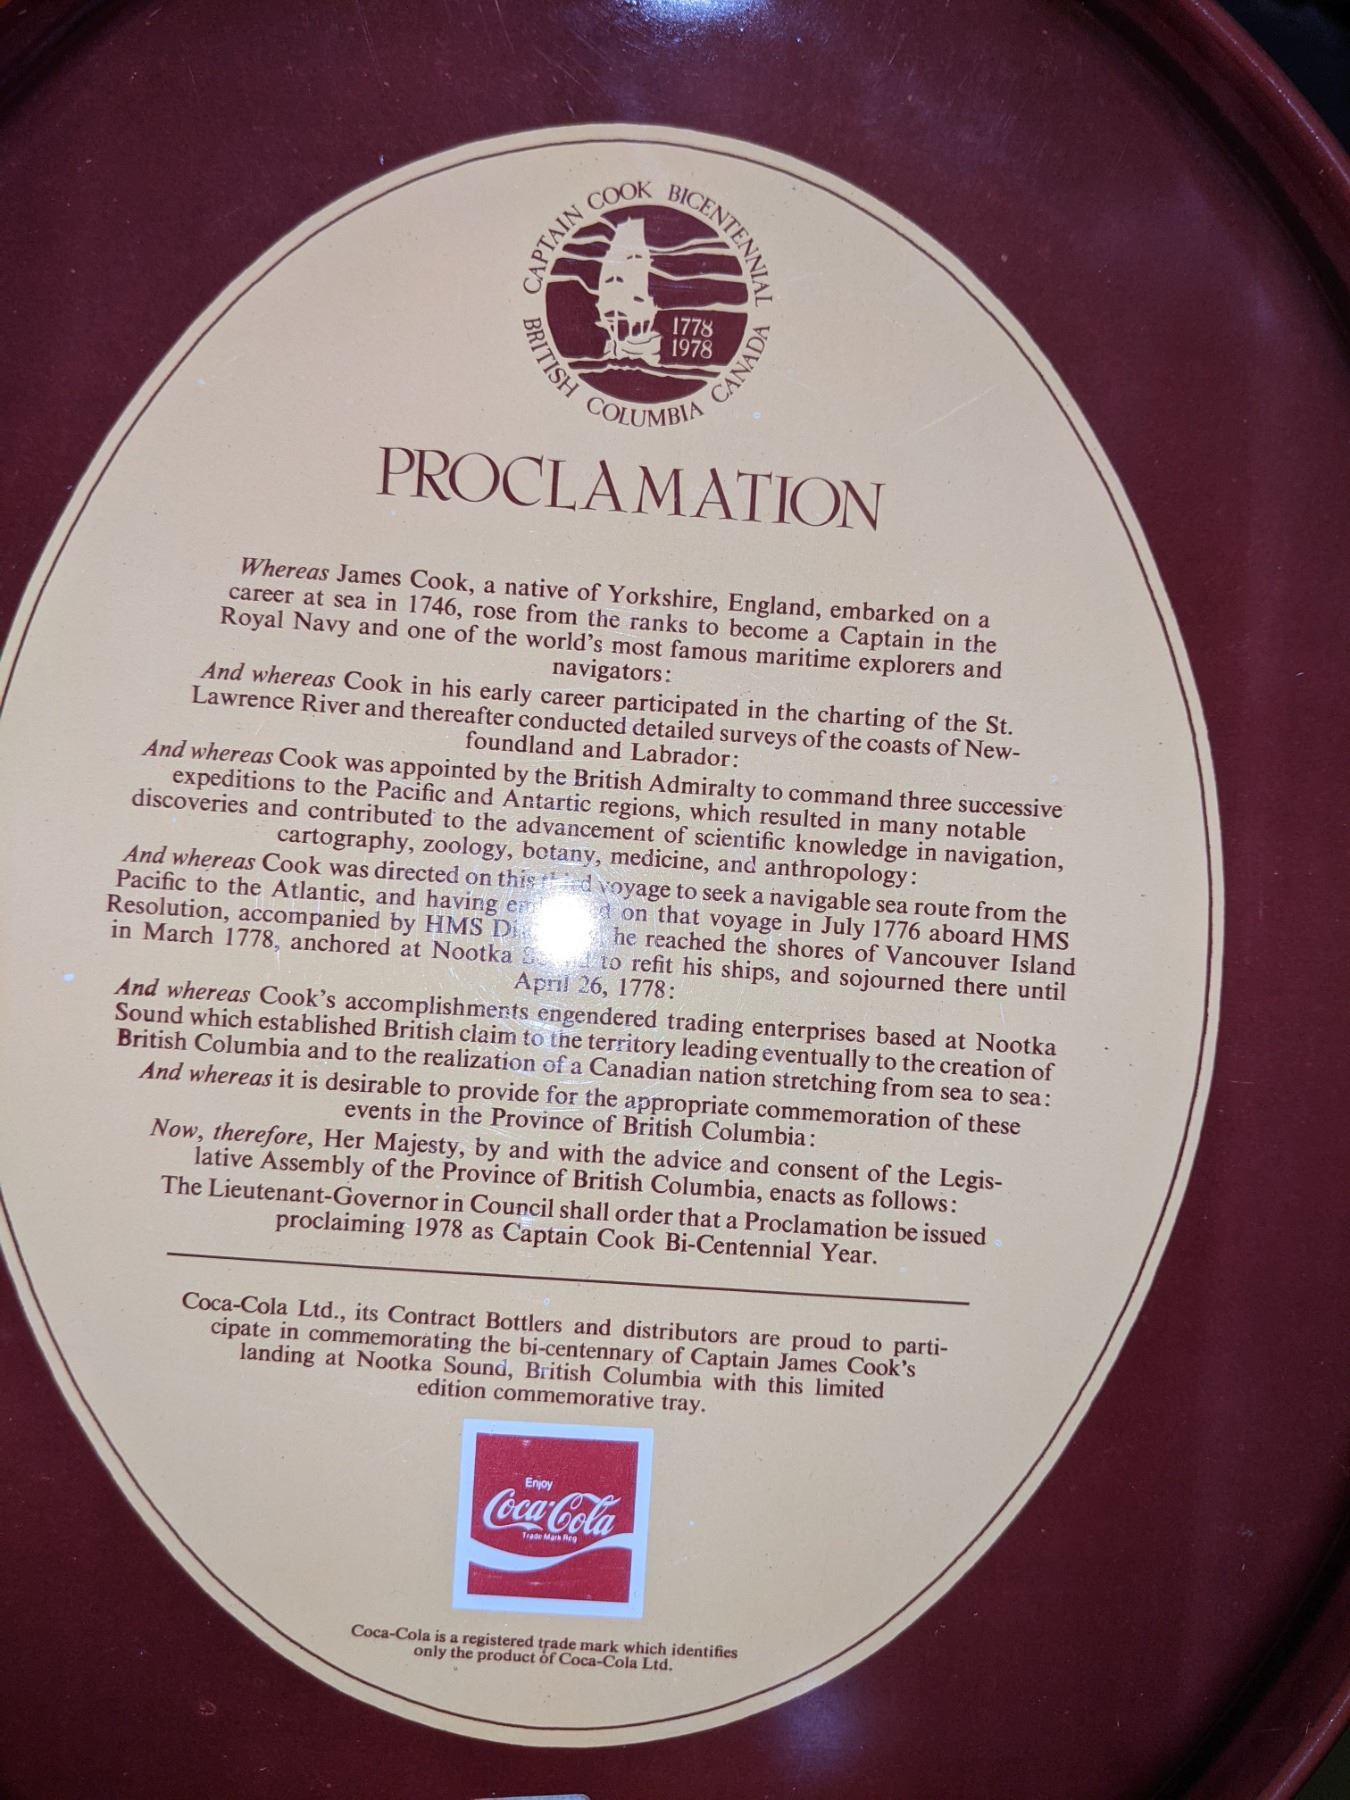 CAPTAIN COOK BICENTENNIAL
1778
1978
BRITISH COLUMBIA CANADA
PROCLAMATION
Whereas James Cook, a native of Yorkshire, England, embarked on a
career at sea in 1746, rose from the ranks to become a Captain in the
Royal Navy and one of the world's most famous maritime explorers and
navigators:
And whereas Cook in his early career participated in the charting of the St.
Lawrence River and thereafter conducted detailed surveys of the coasts of New-
foundland and Labrador:
And whereas Cook was appointed by the British Admiralty to command three successive
expeditions to the Pacific and Antartic regions, which resulted in many notable
discoveries and contributed to the advancement of scientific knowledge in navigation,
cartography, zoology, botany, medicine, and anthropology:
And whereas Cook was directed on this voyage to seek a navigable sea route from the
Pacific to the Atlantic, and having on that voyage in July 1776 aboard HMS
Resolution, accompanied by HMS he reached the shores of Vancouver Island
in March 1778, anchored at Nootka to refit his ships, and sojourned there until
April 26, 1778:
And whereas Cook's accomplishments engendered trading enterprises based at Nootka
Sound which established British claim to the territory leading eventually to the creation of
British Columbia and to the realization of a Canadian nation stretching from sea to sea:
And whereas it is desirable to provide for the appropriate commemoration of these
events in the Province of British Columbia:
Now, therefore, Her Majesty, by and with the advice and consent of the Legis-
lative Assembly of the Province of British Columbia, enacts as follows:
The Lieutenant-Governor in Council shall order that a Proclamation be issued
proclaiming 1978 as Captain Cook Bi-Centennial Year.
Coca-Cola Ltd., its Contract Bottlers and distributors are proud to parti-
cipate in commemorating the bi-centennary of Captain James Cook's
landing at Nootka Sound, British Columbia with this limited
edition commemorative tray.
Enjoy
Coca-Cola
Trade Mark Reg
Coca-Cola is a registered trade mark which identifies
only the product of Coca-Cola Ltd.